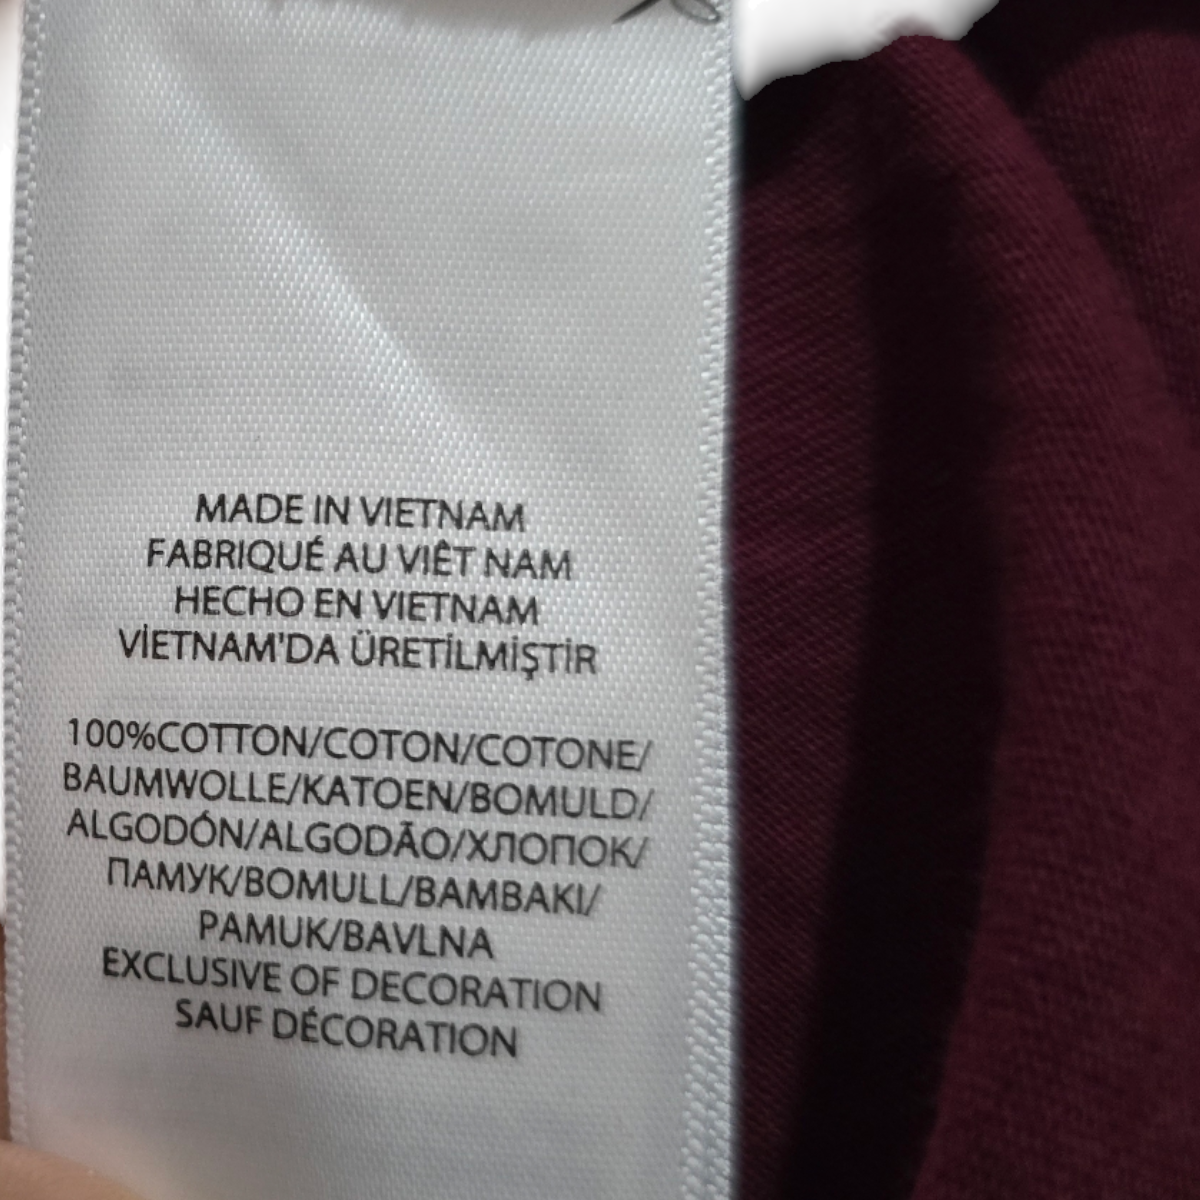 MADE IN VIETNAM
FABRIQUÉ AU VIÊT NAM
HECHO EN VIETNAM
VİETNAM'DA ÜRETİLMİŞTİR
100%COTTON/COTON/COTONE/
BAUMWOLLE/KATOEN/BOMULD/
ALGODÓN/ALGODÃO/ХЛОПОК/
ПАМУК/BOMULL/BAMBAKI/
PAMUK/BAVLNA
EXCLUSIVE OF DECORATION
SAUF DÉCORATION